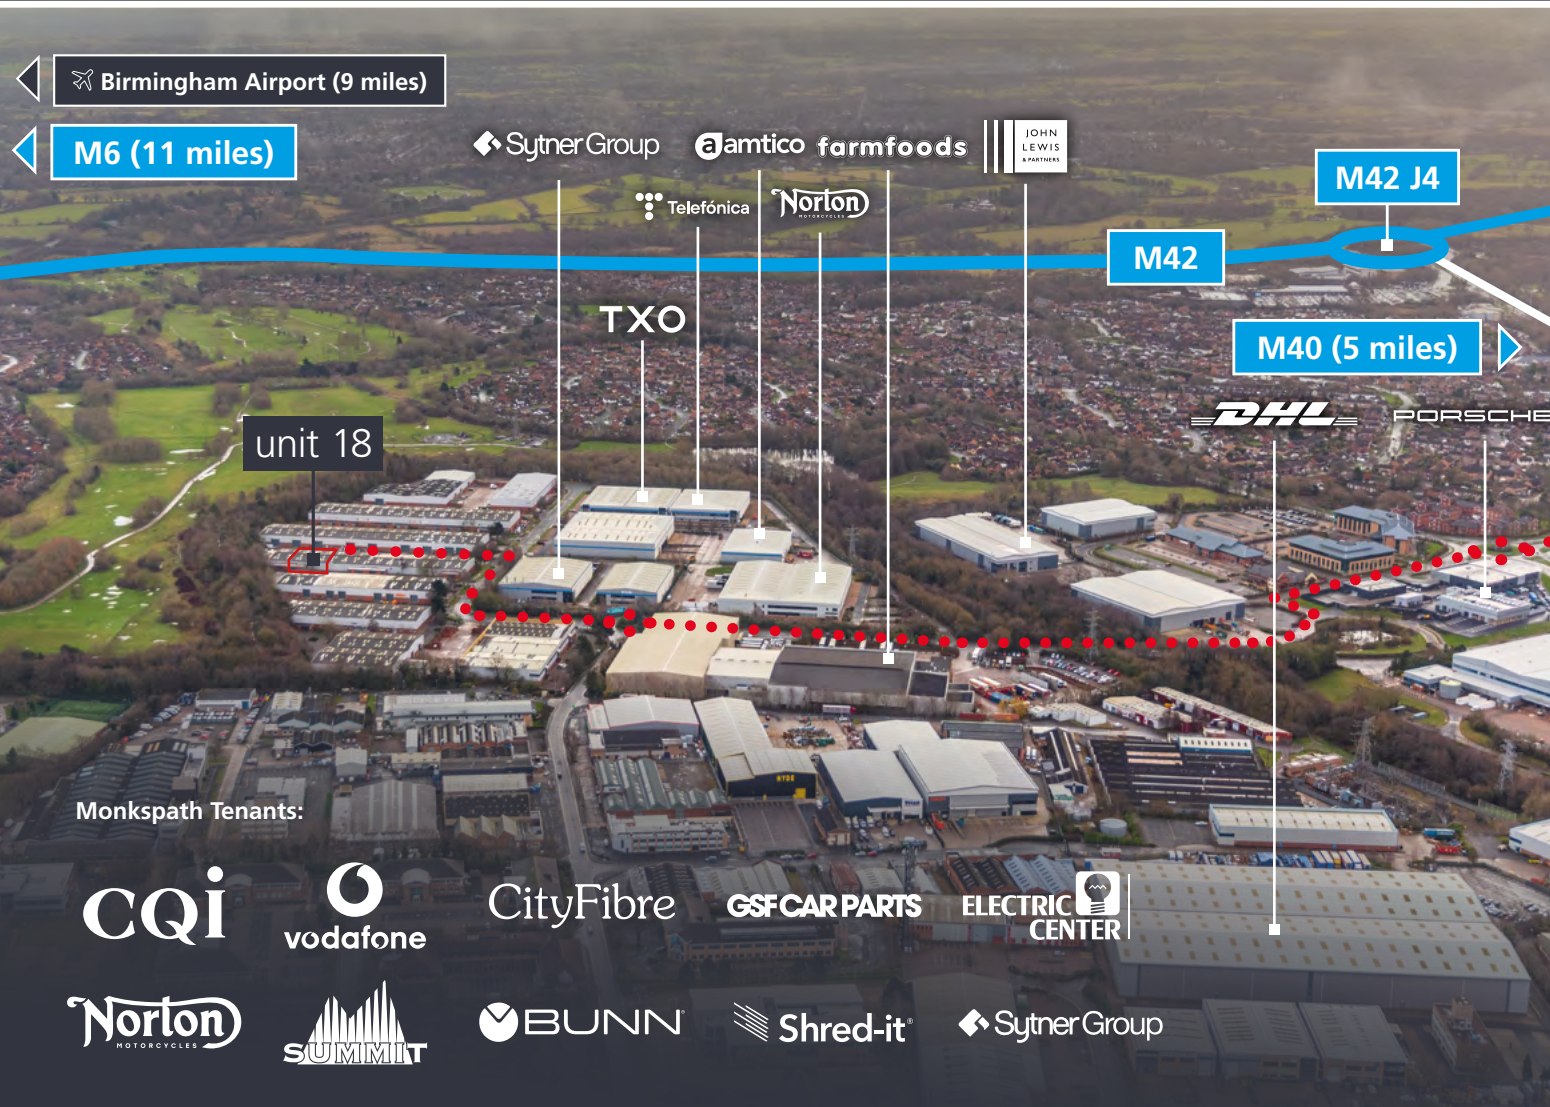 Birmingham Airport (9 miles)
M6 (11 miles)
Sytner Group
a amtico
farmfoods
JOHN
LEWIS
& PARTNERS
Telefónica
Norton
MOTORCYCLES
M42 J4
M42
TXO
M40 (5 miles)
DHL
PORSCHE
unit 18
HYDE
Monkspath Tenants:
CQi
vodafone
CityFibre
GSF CAR PARTS
ELECTRIC
CENTER
Norton
MOTORCYCLES
SUMMIT
BUNN®
Shred-it®
Sytner Group